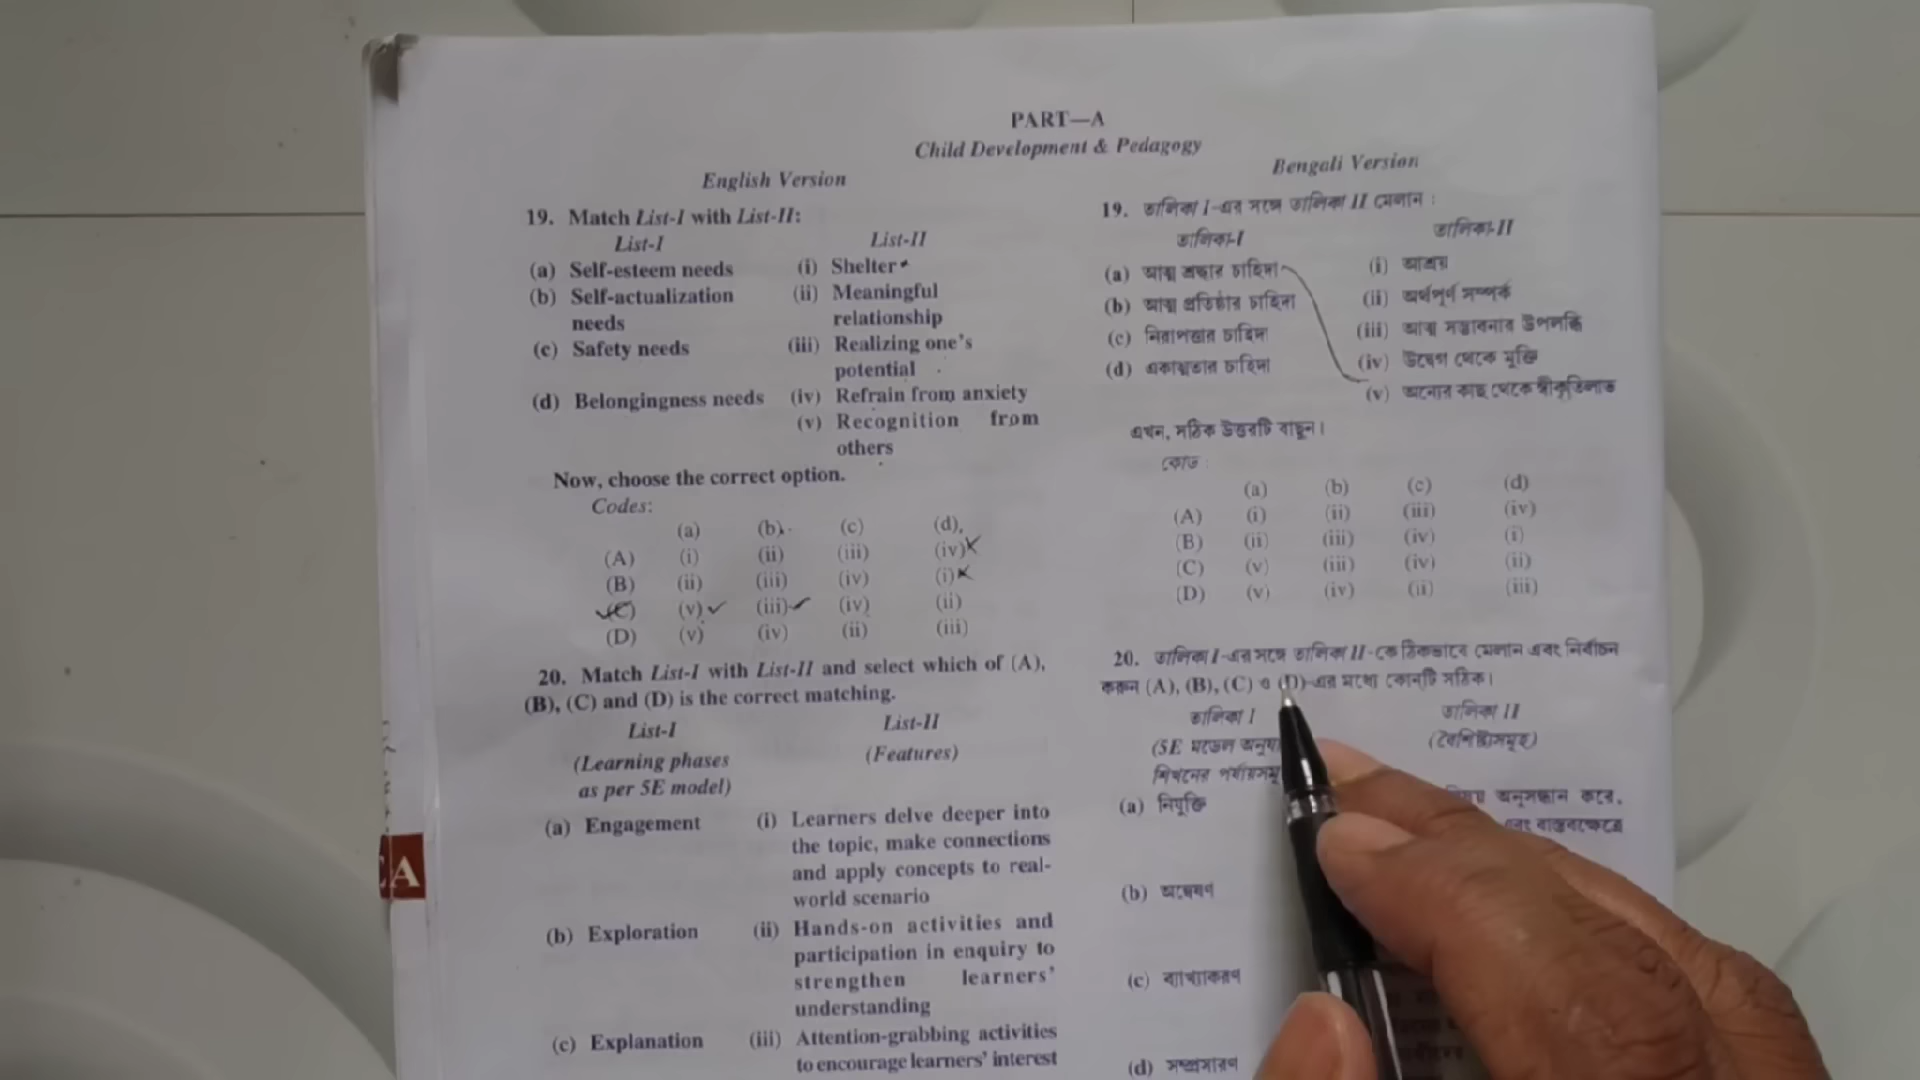 PART—A
Child Development & Pedagogy
English Version
19. Match List-I with List-II:
List-I List-II
(a) Self-esteem needs (i) Shelter
(b) Self-actualization needs (ii) Meaningful relationship
(c) Safety needs (iii) Realizing one's potential
(d) Belongingness needs (iv) Refrain from anxiety
(v) Recognition from others
Now, choose the correct option.
Codes:
(a) (b) (c) (d)
(A) (i) (ii) (iii) (iv)
(B) (ii) (iii) (iv) (i)
(C) (v) (iii) (iv) (ii)
(D) (v) (iv) (ii) (iii)
20. Match List-I with List-II and select which of (A),
(B), (C) and (D) is the correct matching.
List-I List-II
(Learning phases (Features)
as per 5E model)
(a) Engagement (i) Learners delve deeper into
the topic, make connections
and apply concepts to real-
world scenario
(b) Exploration (ii) Hands-on activities and
participation in enquiry to
strengthen learners'
understanding
(c) Explanation (iii) Attention-grabbing activities
to encourage learners' interest
Bengali Version
19. তালিকা I-এর সঙ্গে তালিকা II মেলান :
তালিকা-I তালিকা-II
(a) আত্ম শ্রদ্ধার চাহিদা (i) আশ্রয়
(b) আত্ম প্রতিষ্ঠার চাহিদা (ii) অর্থপূর্ণ সম্পর্ক
(c) নিরাপত্তার চাহিদা (iii) আত্ম সম্ভাবনার উপলব্ধি
(d) একাত্মতার চাহিদা (iv) উদ্বেগ থেকে মুক্তি
(v) অন্যের কাছ থেকে স্বীকৃতিলাভ
এখন, সঠিক উত্তরটি বাছুন।
কোড :
(a) (b) (c) (d)
(A) (i) (ii) (iii) (iv)
(B) (ii) (iii) (iv) (i)
(C) (v) (iii) (iv) (ii)
(D) (v) (iv) (ii) (iii)
20. তালিকা I-এর সঙ্গে তালিকা II-কে ঠিকভাবে মেলান এবং নির্বাচন
করুন (A), (B), (C) ও (D)-এর মধ্যে কোনটি সঠিক।
তালিকা I তালিকা II
(5E মডেল (বৈশিষ্ট্যসমূহ)
শিখনের
(a) নিযুক্তি অনুসন্ধান করে,
এবং বাস্তবক্ষেত্রে
(b) অন্বেষণ
(c) ব্যাখ্যাকরণ
(d) সম্প্রসারণ
A